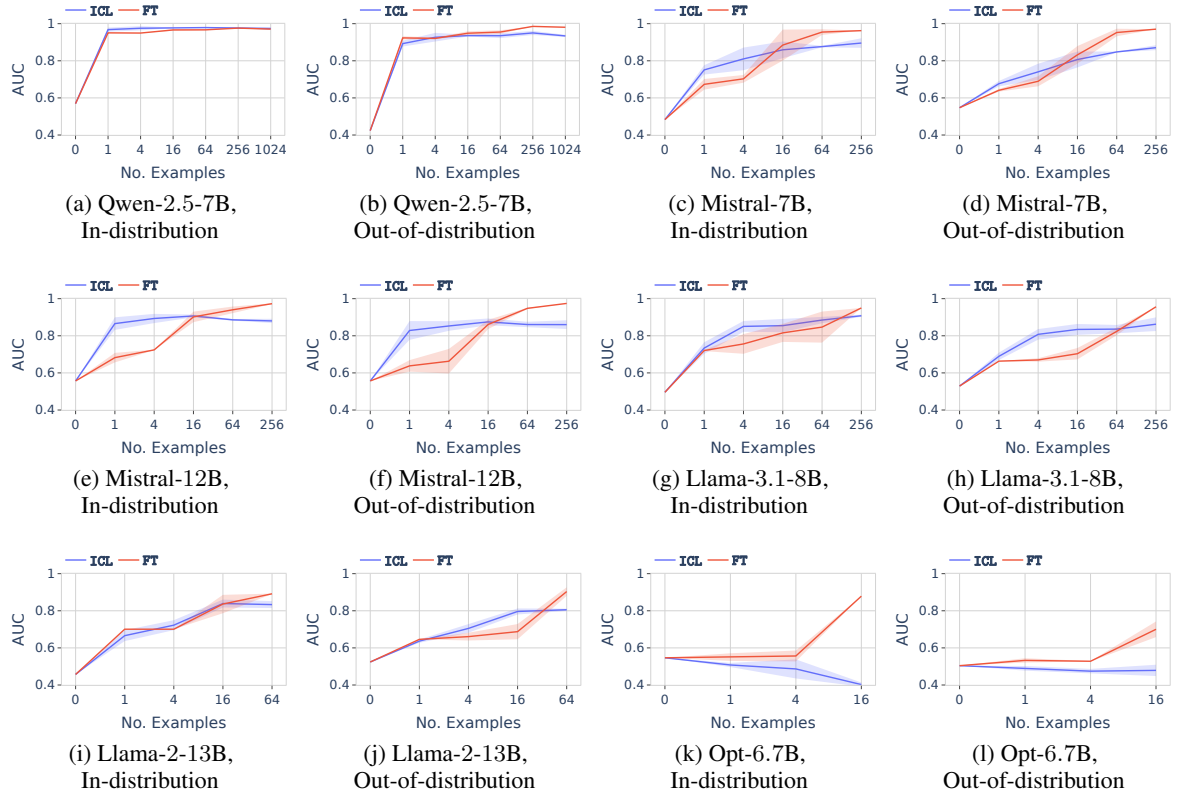 ICL FT
1
0.8
0.6
0.4
AUC
0 1 4 16 64 256 1024
No. Examples
(a) Qwen-2.5-7B,
In-distribution
ICL FT
1
0.8
0.6
0.4
AUC
0 1 4 16 64 256 1024
No. Examples
(b) Qwen-2.5-7B,
Out-of-distribution
ICL FT
1
0.8
0.6
0.4
AUC
0 1 4 16 64 256
No. Examples
(c) Mistral-7B,
In-distribution
ICL FT
1
0.8
0.6
0.4
AUC
0 1 4 16 64 256
No. Examples
(d) Mistral-7B,
Out-of-distribution
ICL FT
1
0.8
0.6
0.4
AUC
0 1 4 16 64 256
No. Examples
(e) Mistral-12B,
In-distribution
ICL FT
1
0.8
0.6
0.4
AUC
0 1 4 16 64 256
No. Examples
(f) Mistral-12B,
Out-of-distribution
ICL FT
1
0.8
0.6
0.4
AUC
0 1 4 16 64 256
No. Examples
(g) Llama-3.1-8B,
In-distribution
ICL FT
1
0.8
0.6
0.4
AUC
0 1 4 16 64 256
No. Examples
(h) Llama-3.1-8B,
Out-of-distribution
ICL FT
1
0.8
0.6
0.4
AUC
0 1 4 16 64
No. Examples
(i) Llama-2-13B,
In-distribution
ICL FT
1
0.8
0.6
0.4
AUC
0 1 4 16 64
No. Examples
(j) Llama-2-13B,
Out-of-distribution
ICL FT
1
0.8
0.6
0.4
AUC
0 1 4 16
No. Examples
(k) Opt-6.7B,
In-distribution
ICL FT
1
0.8
0.6
0.4
AUC
0 1 4 16
No. Examples
(l) Opt-6.7B,
Out-of-distribution